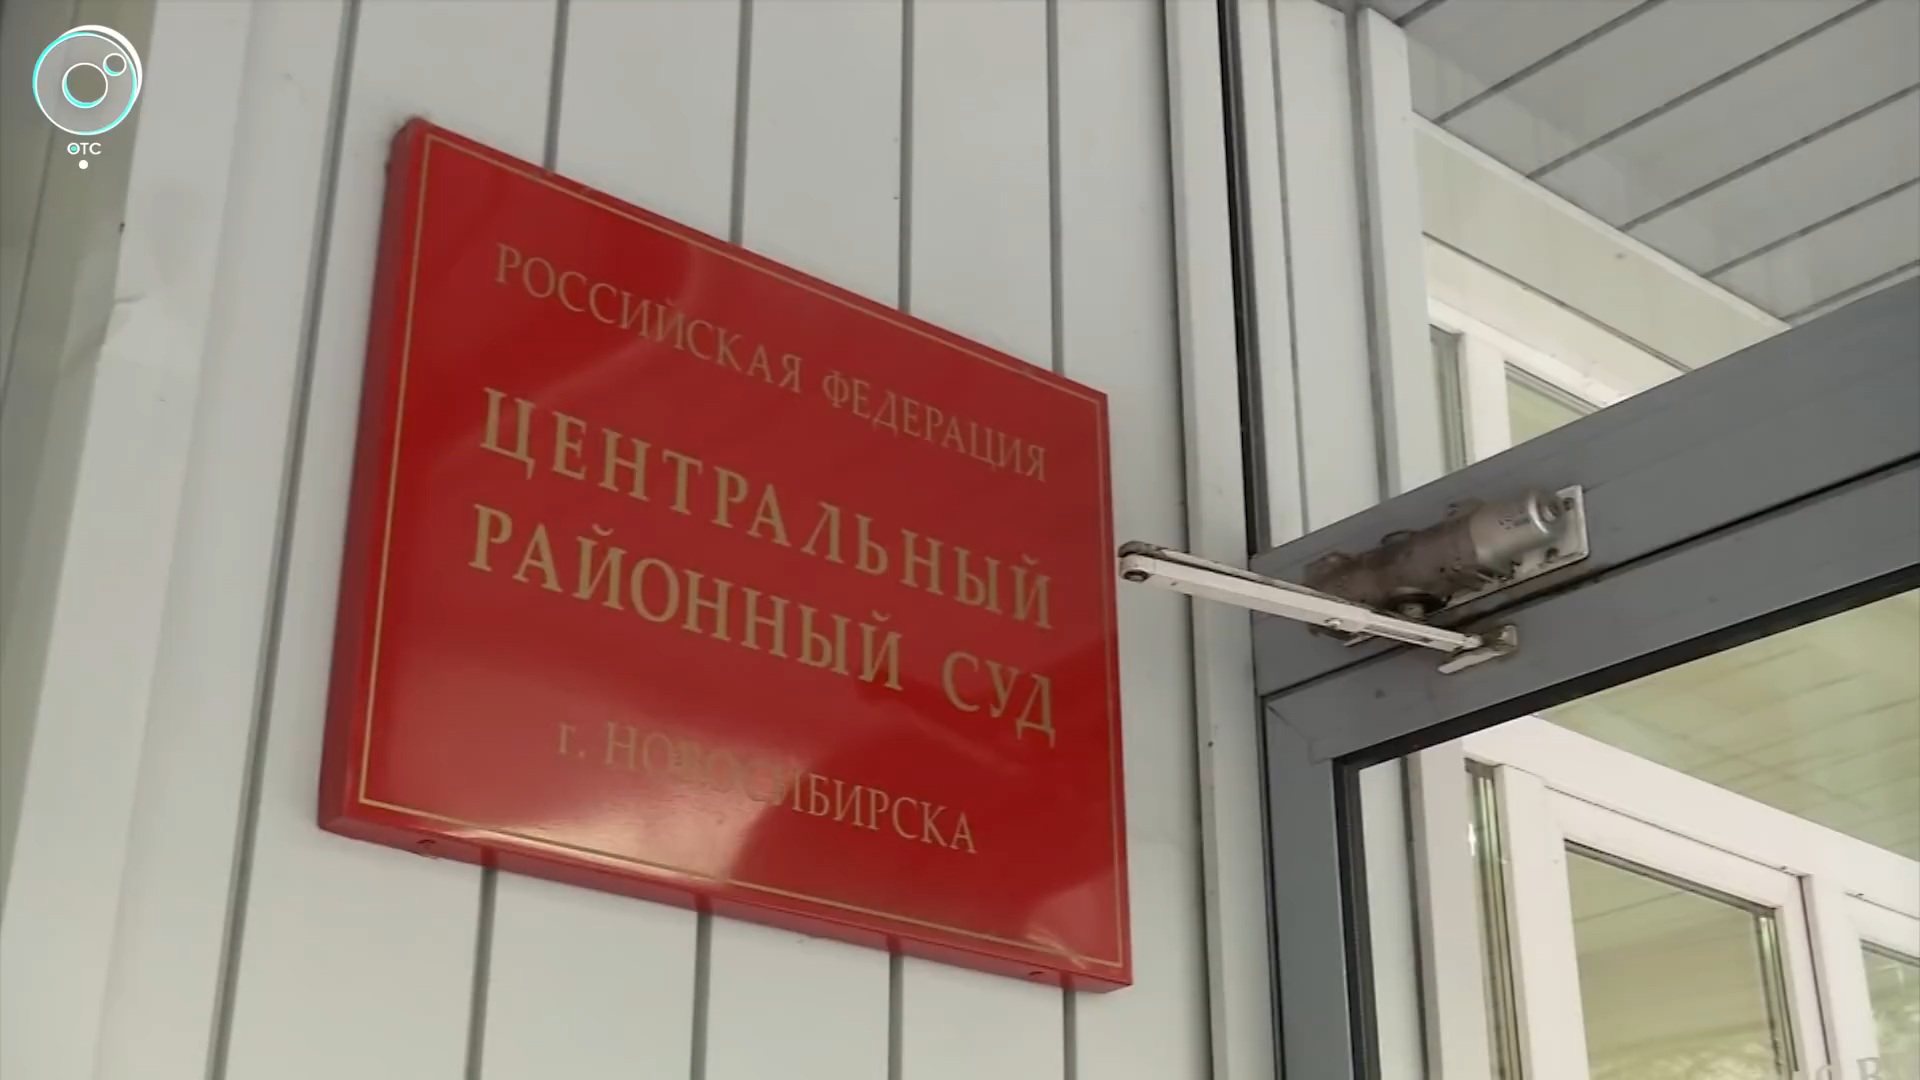 ОТС
РОССИЙСКАЯ ФЕДЕРАЦИЯ
ЦЕНТРАЛЬНЫЙ
РАЙОННЫЙ СУД
г. НОВОСИБИРСКА